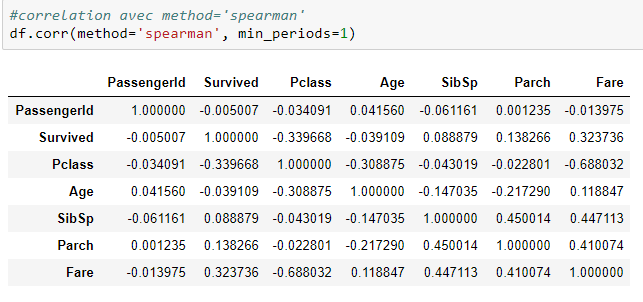 #correlation avec method='spearman'
df.corr(method='spearman', min_periods=1)
PassengerId Survived Pclass Age SibSp Parch Fare
PassengerId 1.000000 -0.005007 -0.034091 0.041560 -0.061161 0.001235 -0.013975
Survived -0.005007 1.000000 -0.339668 -0.039109 0.088879 0.138266 0.323736
Pclass -0.034091 -0.339668 1.000000 -0.308875 -0.043019 -0.022801 -0.688032
Age 0.041560 -0.039109 -0.308875 1.000000 -0.147035 -0.217290 0.118847
SibSp -0.061161 0.088879 -0.043019 -0.147035 1.000000 0.450014 0.447113
Parch 0.001235 0.138266 -0.022801 -0.217290 0.450014 1.000000 0.410074
Fare -0.013975 0.323736 -0.688032 0.118847 0.447113 0.410074 1.000000